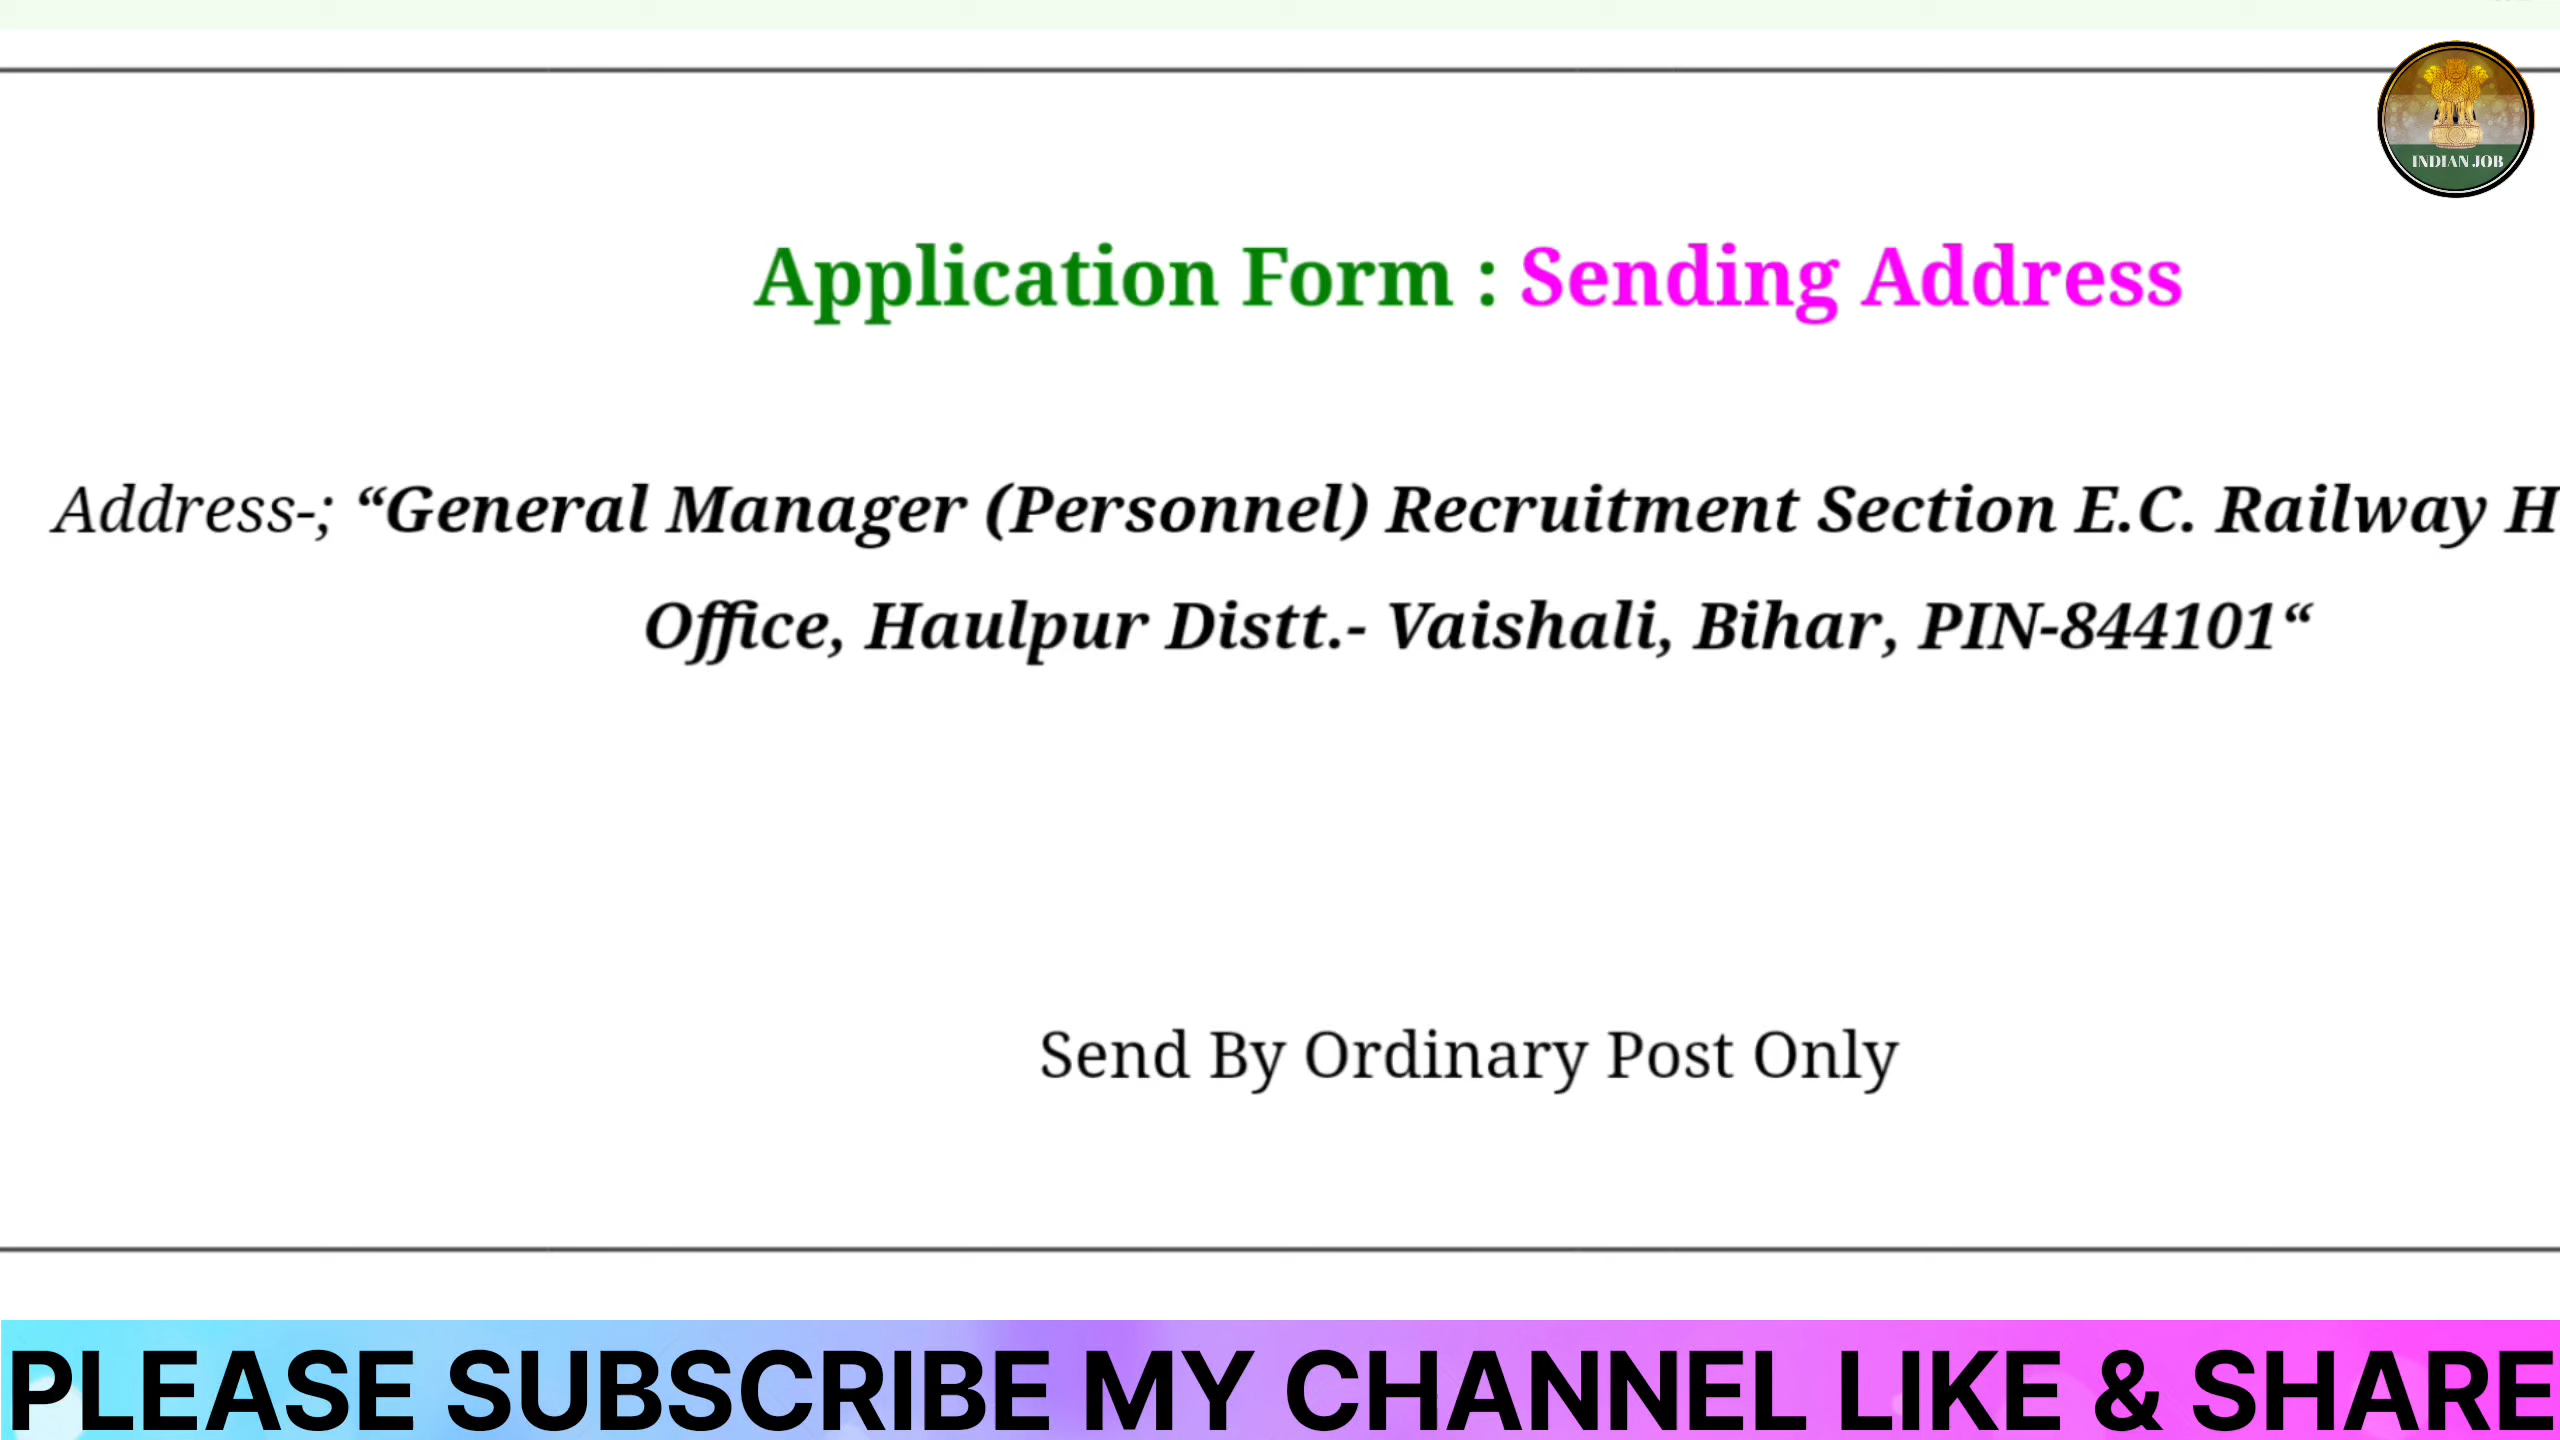 INDIAN JOB
Application Form : Sending Address
Address-; “General Manager (Personnel) Recruitment Section E.C. Railway H
Office, Haulpur Distt.- Vaishali, Bihar, PIN-844101“
Send By Ordinary Post Only
PLEASE SUBSCRIBE MY CHANNEL LIKE & SHARE